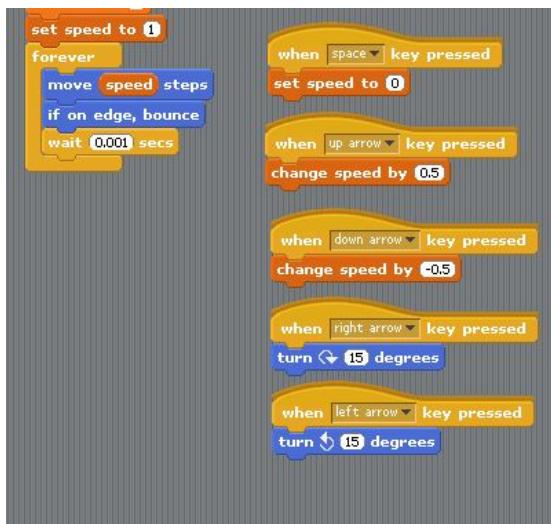 set speed to 1
forever
move speed steps
if on edge, bounce
wait 0.001 secs
when space key pressed
set speed to 0
when up arrow key pressed
change speed by 0.5
when down arrow key pressed
change speed by -0.5
when right arrow key pressed
turn 15 degrees
when left arrow key pressed
turn 15 degrees